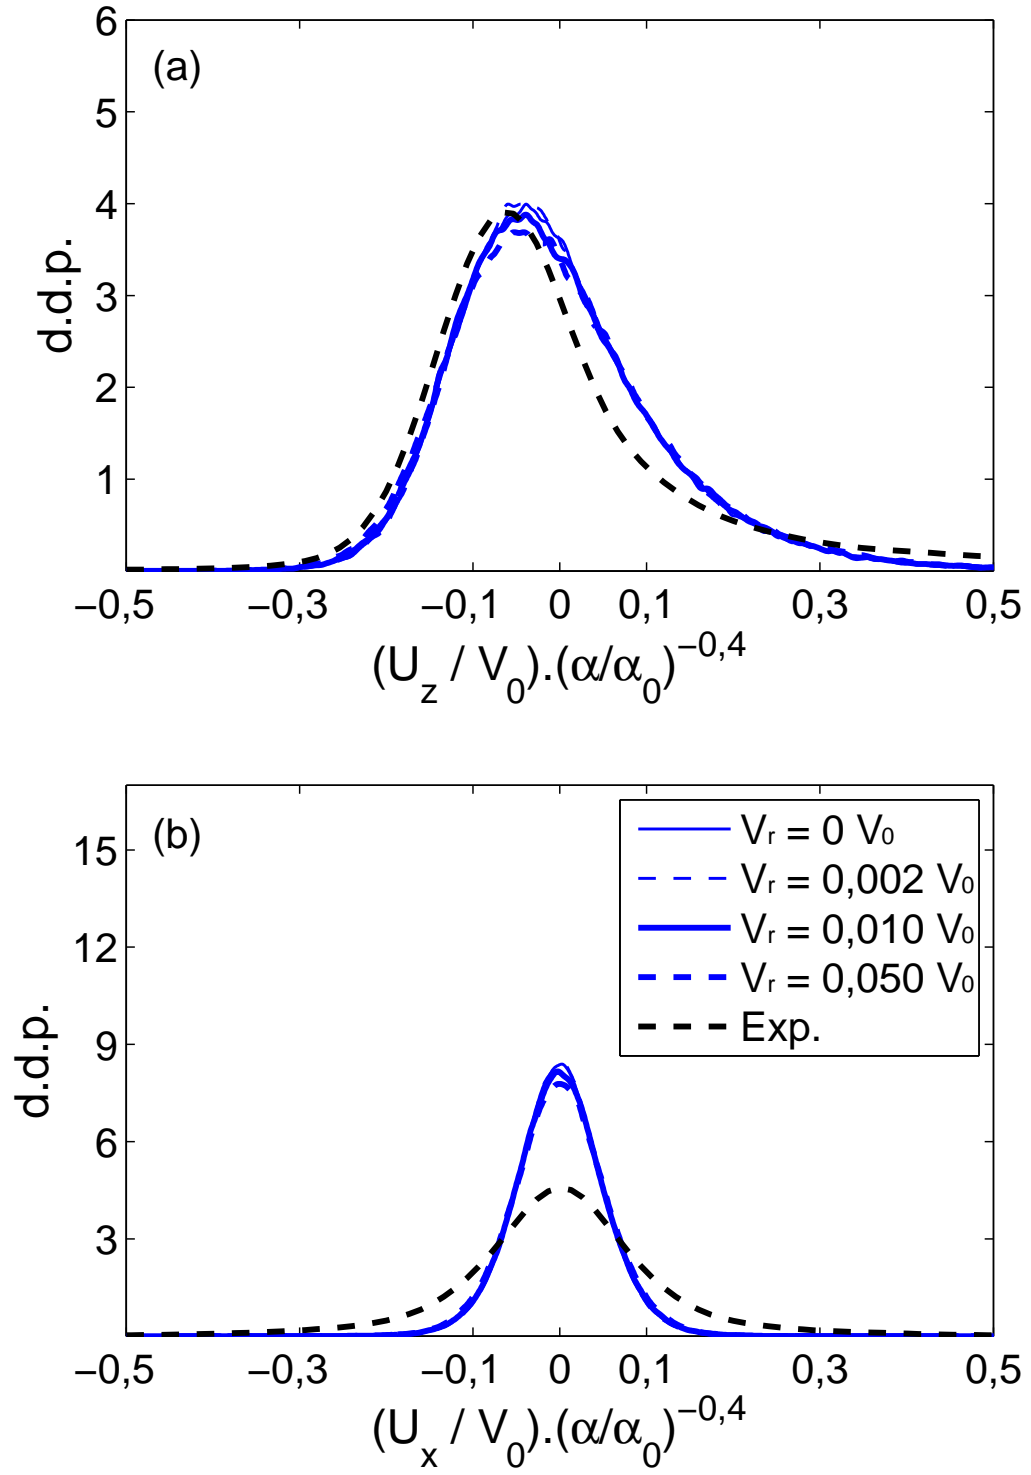 6
(a)
5
4
3
2
1
d.d.p.
−0,5 −0,3 −0,1 0 0,1 0,3 0,5
(U_z / V_0).(α/α_0)^−0,4
(b)
15
12
9
6
3
d.d.p.
V_r = 0 V_0
V_r = 0,002 V_0
V_r = 0,010 V_0
V_r = 0,050 V_0
Exp.
−0,5 −0,3 −0,1 0 0,1 0,3 0,5
(U_x / V_0).(α/α_0)^−0,4